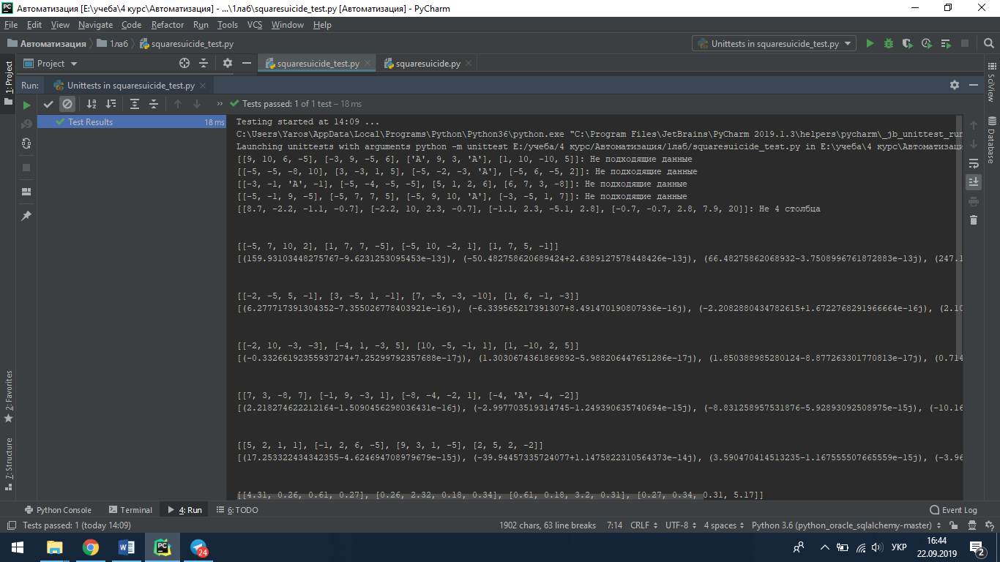 Автоматизация [E:\учеба\4 курс\Автоматизация] - ...\1лаб\squaresuicide_test.py [Автоматизация] - PyCharm
File Edit View Navigate Code Refactor Run Tools VCS Window Help
Автоматизация 1лаб squaresuicide_test.py Unittests in squaresuicide_test.py
Project squaresuicide_test.py squaresuicide.py
1: Project
Run: Unittests in squaresuicide_test.py
SciView
Database
» Tests passed: 1 of 1 test – 18 ms
Test Results 18 ms
Testing started at 14:09 ...
C:\Users\Yaros\AppData\Local\Programs\Python\Python36\python.exe "C:\Program Files\JetBrains\PyCharm 2019.1.3\helpers\pycharm\_jb_unittest_run
Launching unittests with arguments python -m unittest E:/учеба/4 курс/Автоматизация/1лаб/squaresuicide_test.py in E:\учеба\4 курс\Автоматизаци
[[9, 10, 6, -5], [-3, 9, -5, 6], ['A', 9, 3, 'A'], [1, 10, -10, 5]]: Не подходящие данные
[[-5, -5, -8, 10], [3, -3, 1, 5], [-5, -2, -3, 'A'], [-5, 6, -5, 2]]: Не подходящие данные
[[-3, -1, 'A', -1], [-5, -4, -5, -5], [5, 1, 2, 6], [6, 7, 3, -8]]: Не подходящие данные
[[-5, -1, 9, -5], [-5, 7, 7, 5], [-5, 9, 10, 'A'], [-3, -5, 1, 7]]: Не подходящие данные
[[8.7, -2.2, -1.1, -0.7], [-2.2, 10, 2.3, -0.7], [-1.1, 2.3, -5.1, 2.8], [-0.7, -0.7, 2.8, 7.9, 20]]: Не 4 столбца
[[-5, 7, 10, 2], [1, 7, 7, -5], [-5, 10, -2, 1], [1, 7, 5, -1]]
[(159.93103448275767-9.6231253095453e-13j), (-50.482758620689424+2.6389127578448426e-13j), (66.48275862068932-3.7508996761872883e-13j), (247.1
[[-2, -5, 5, -1], [3, -5, 1, -1], [7, -5, -3, -10], [1, 6, -1, -3]]
[(6.277717391304352-7.355026778403921e-16j), (-6.339565217391307+8.491470190807936e-16j), (-2.2082880434782615+1.6722768291966664e-16j), (2.10
[[-2, 10, -3, -3], [-4, 1, -3, 5], [10, -5, -1, 1], [1, -10, 2, 5]]
[(-0.33266192355937274+7.25299792357688e-17j), (1.3030674361869892-5.988206447651286e-17j), (1.850388985280124-8.877263301770813e-17j), (0.714
[[7, 3, -8, 7], [-1, 9, -3, 1], [-8, -4, -2, 1], [-4, 'A', -4, -2]]
[(2.218274622212164-1.5090456298036431e-16j), (-2.997703519314745-1.249390635740694e-15j), (-8.831258957531876-5.92893092508975e-15j), (-10.16
[[5, 2, 1, 1], [-1, 2, 6, -5], [9, 3, 1, -5], [2, 5, 2, -2]]
[(17.253322434342355-4.624694708979679e-15j), (-39.94457335724077+1.1475822310564373e-14j), (3.590470414513235-1.167555507665559e-15j), (-3.96
[[4.31, 0.26, 0.61, 0.27], [0.26, 2.32, 0.18, 0.34], [0.61, 0.18, 3.2, 0.31], [0.27, 0.34, 0.31, 5.17]]
2: Favorites
7: Structure
Python Console Terminal 4: Run 6: TODO Event Log
Tests passed: 1 (today 14:09) 1902 chars, 63 line breaks 7:14 CRLF UTF-8 4 spaces Python 3.6 (python_oracle_sqlalchemy-master)
PC
24
УКР
16:44
22.09.2019
2